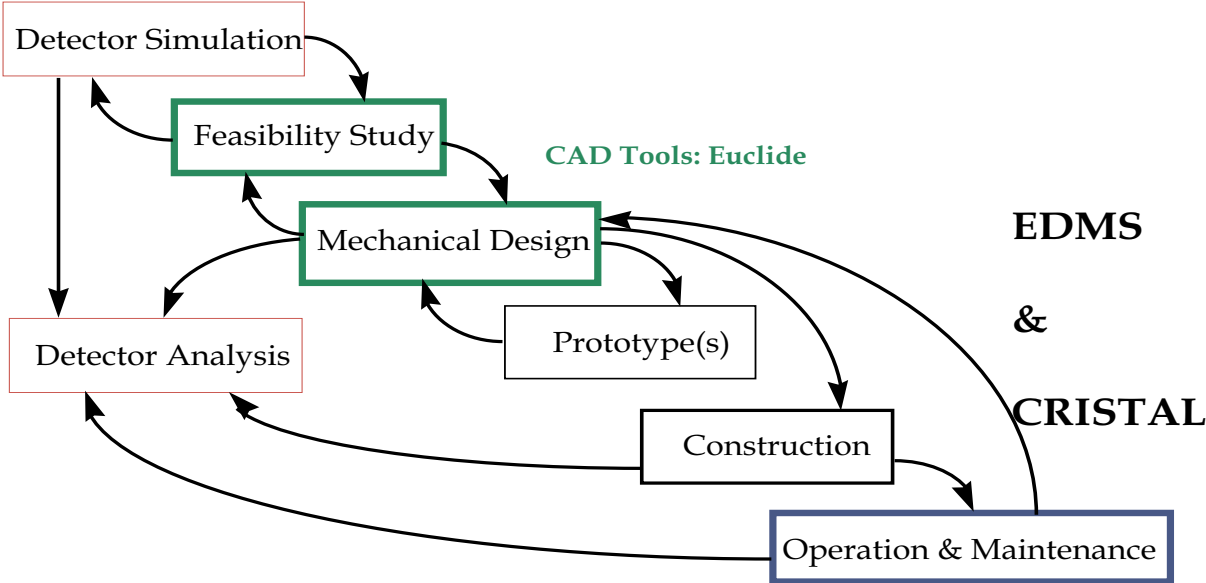 Detector Simulation
Feasibility Study
CAD Tools: Euclide
EDMS
Mechanical Design
&
Prototype(s)
Detector Analysis
CRISTAL
Construction
Operation & Maintenance